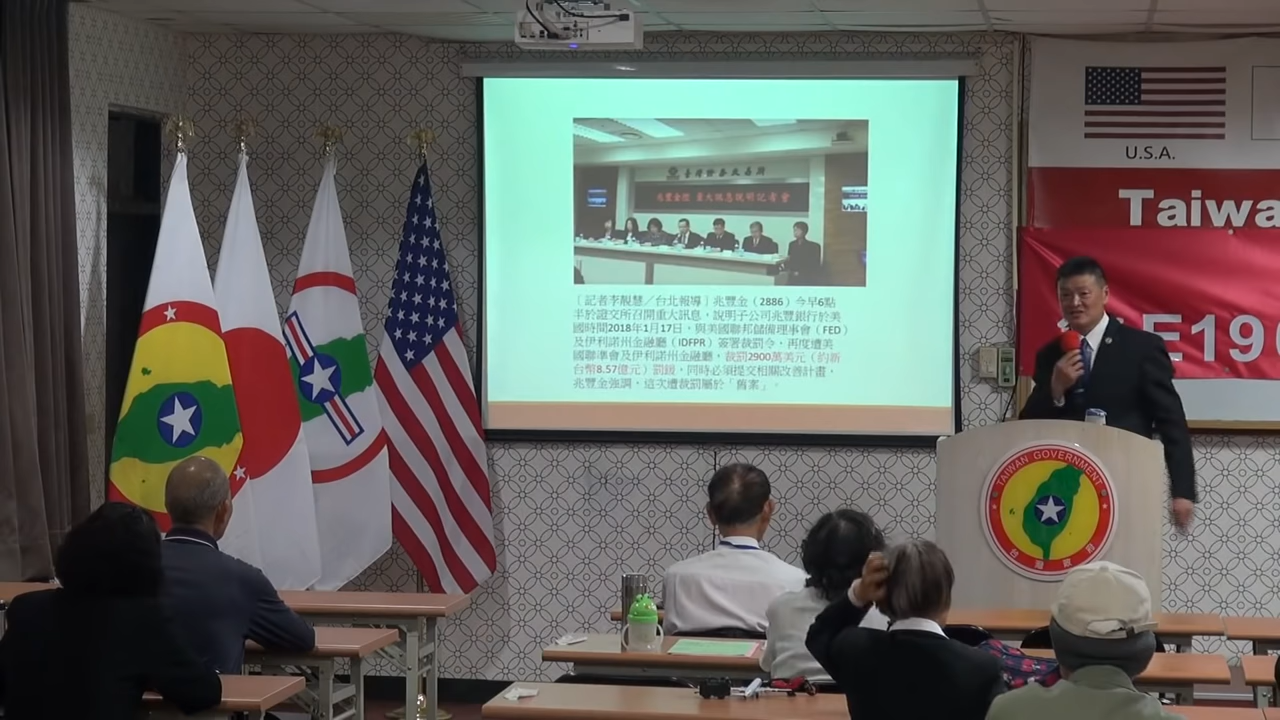 U.S.A.
Taiwa
E19
臺灣證券交易所
兆豐金控 重大訊息說明記者會
〔記者李靚慧/台北報導〕兆豐金（2886）今早6點
半於證交所召開重大訊息，說明子公司兆豐銀行於美
國時間2018年1月17日，與美國聯邦儲備理事會（FED）
及伊利諾州金融廳（IDFPR）簽署裁罰令，再度遭美
國聯準會及伊利諾州金融廳，裁罰2900萬美元（約新
台幣8.57億元）罰鍰，同時必須提交相關改善計畫，
兆豐金強調，這次遭裁罰屬於「舊案」。
TAIWAN GOVERNMENT
台灣政府